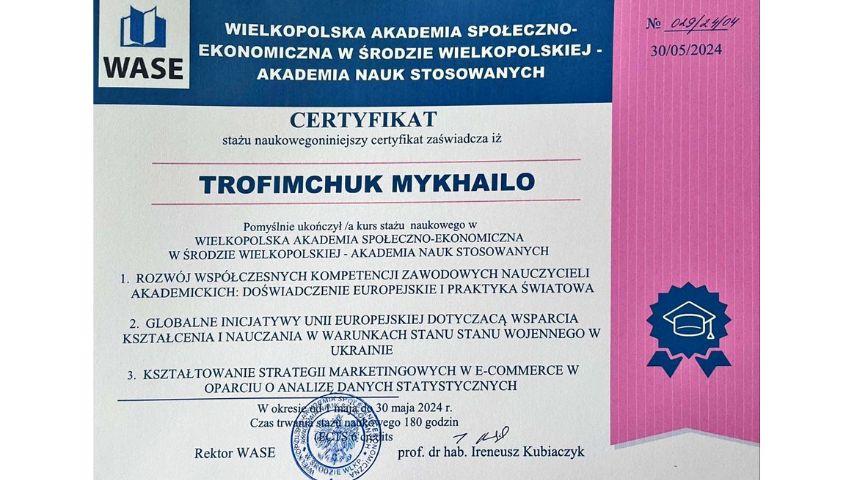 WASE
WIELKOPOLSKA AKADEMIA SPOŁECZNO-
EKONOMICZNA W ŚRODZIE WIELKOPOLSKIEJ -
AKADEMIA NAUK STOSOWANYCH
№ 029/24/04
30/05/2024
CERTYFIKAT
stażu naukowegoniniejszy certyfikat zaświadcza iż
TROFIMCHUK MYKHAILO
Pomyślnie ukończył /a kurs stażu naukowego w
WIELKOPOLSKA AKADEMIA SPOŁECZNO-EKONOMICZNA
W ŚRODZIE WIELKOPOLSKIEJ - AKADEMIA NAUK STOSOWANYCH
1. ROZWÓJ WSPÓŁCZESNYCH KOMPETENCJI ZAWODOWYCH NAUCZYCIELI
AKADEMICKICH: DOŚWIADCZENIE EUROPEJSKIE I PRAKTYKA ŚWIATOWA
2. GLOBALNE INICJATYWY UNII EUROPEJSKIEJ DOTYCZACĄ WSPARCIA
KSZTAŁCENIA I NAUCZANIA W WARUNKACH STANU STANU WOJENNEGO W
UKRAINIE
3. KSZTAŁTOWANIE STRATEGII MARKETINGOWYCH W E-COMMERCE W
OPARCIU O ANALIZĘ DANYCH STATYSTYCZNYCH
W okresie od 1 maja do 30 maja 2024 r.
Czas trwania stażu naukowego 180 godzin
(ECTS 6 credits
Rektor WASE
prof. dr hab. Ireneusz Kubiaczyk